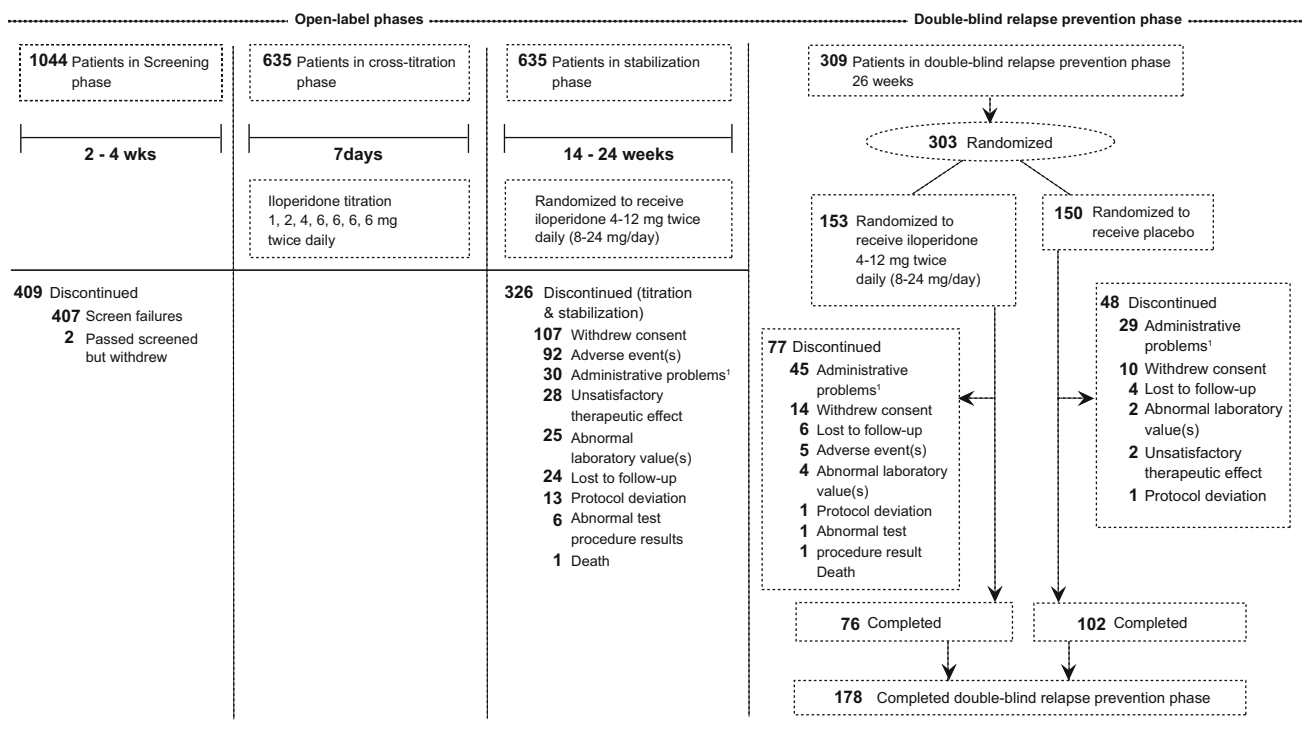 Open-label phases
Double-blind relapse prevention phase
1044 Patients in Screening
phase
2 - 4 wks
409 Discontinued
407 Screen failures
2 Passed screened
but withdrew
635 Patients in cross-titration
phase
7days
Iloperidone titration
1, 2, 4, 6, 6, 6, 6 mg
twice daily
635 Patients in stabilization
phase
14 - 24 weeks
Randomized to receive
iloperidone 4-12 mg twice
daily (8-24 mg/day)
326 Discontinued (titration
& stabilization)
107 Withdrew consent
92 Adverse event(s)
30 Administrative problems¹
28 Unsatisfactory
therapeutic effect
25 Abnormal
laboratory value(s)
24 Lost to follow-up
13 Protocol deviation
6 Abnormal test
procedure results
1 Death
309 Patients in double-blind relapse prevention phase
26 weeks
303 Randomized
153 Randomized to
receive iloperidone
4-12 mg twice
daily (8-24 mg/day)
150 Randomized to
receive placebo
77 Discontinued
45 Administrative
problems¹
14 Withdrew consent
6 Lost to follow-up
5 Adverse event(s)
4 Abnormal laboratory
value(s)
1 Protocol deviation
1 Abnormal test
1 procedure result
Death
48 Discontinued
29 Administrative
problems¹
10 Withdrew consent
4 Lost to follow-up
2 Abnormal laboratory
value(s)
2 Unsatisfactory
therapeutic effect
1 Protocol deviation
76 Completed
102 Completed
178 Completed double-blind relapse prevention phase